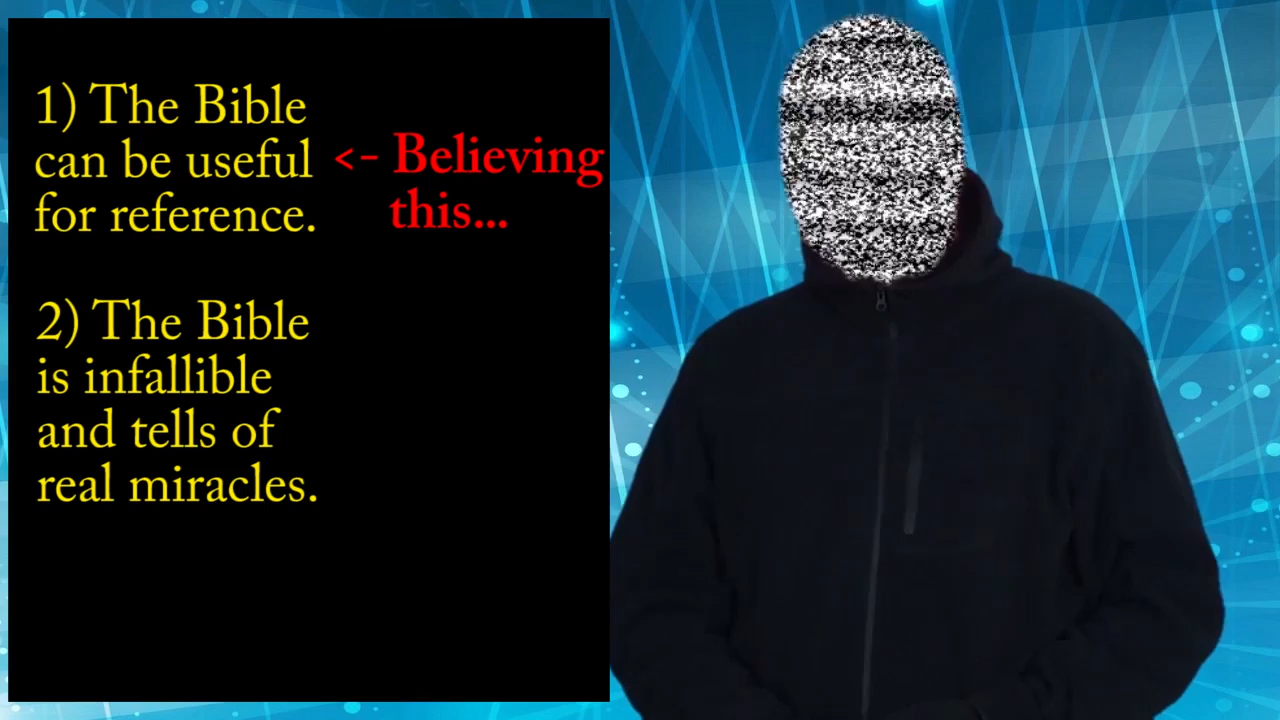 1) The Bible
can be useful
for reference.
<- Believing
this...
2) The Bible
is infallible
and tells of
real miracles.